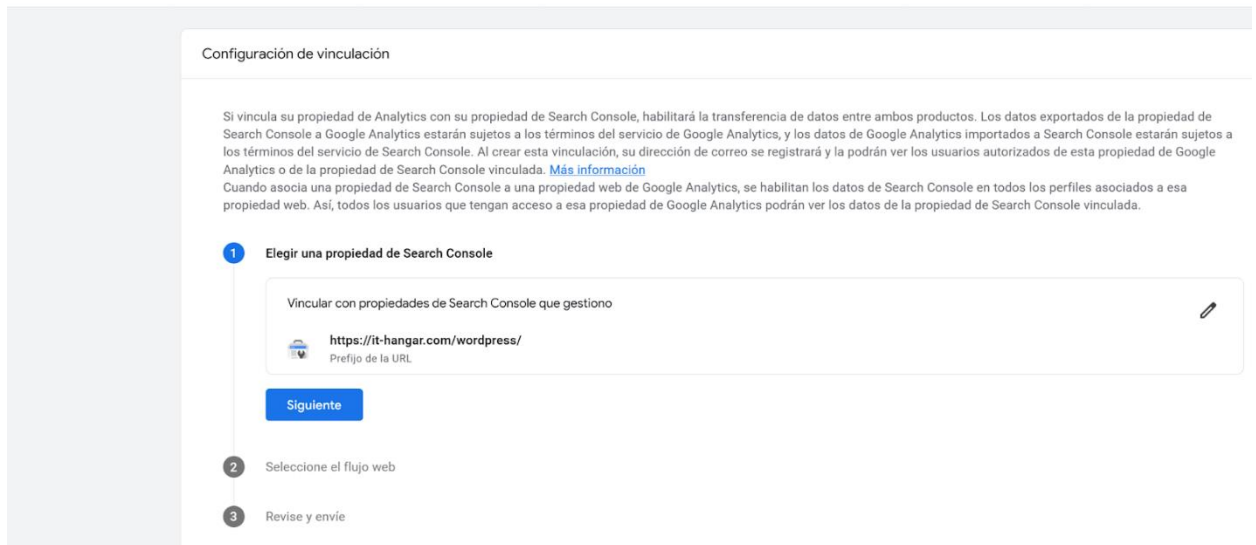 Configuración de vinculación
Si vincula su propiedad de Analytics con su propiedad de Search Console, habilitará la transferencia de datos entre ambos productos. Los datos exportados de la propiedad de
Search Console a Google Analytics estarán sujetos a los términos del servicio de Google Analytics, y los datos de Google Analytics importados a Search Console estarán sujetos a
los términos del servicio de Search Console. Al crear esta vinculación, su dirección de correo se registrará y la podrán ver los usuarios autorizados de esta propiedad de Google
Analytics o de la propiedad de Search Console vinculada. Más información
Cuando asocia una propiedad de Search Console a una propiedad web de Google Analytics, se habilitan los datos de Search Console en todos los perfiles asociados a esa
propiedad web. Así, todos los usuarios que tengan acceso a esa propiedad de Google Analytics podrán ver los datos de la propiedad de Search Console vinculada.
1 Elegir una propiedad de Search Console
Vincular con propiedades de Search Console que gestiono
https://it-hangar.com/wordpress/
Prefijo de la URL
Siguiente
2 Seleccione el flujo web
3 Revise y envíe